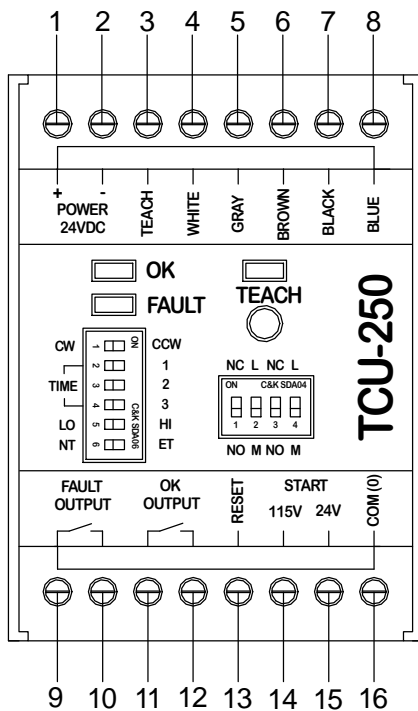 1 2 3 4 5 6 7 8
+ -
POWER
24VDC
TEACH
WHITE
GRAY
BROWN
BLACK
BLUE
OK
FAULT
TEACH
TCU-250
CW 1 ON CCW
2 1
TIME 3 2
4 3
LO 5 HI
NT 6 ET
C&K SDA06
NC L NC L
ON C&K SDA04
1 2 3 4
NO M NO M
FAULT
OUTPUT
OK
OUTPUT
RESET
START
115V 24V
COM (0)
9 10 11 12 13 14 15 16